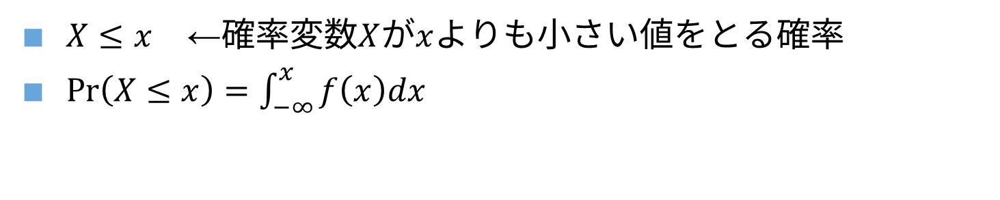 ■ 𝑋 ≤ 𝑥 ←確率変数𝑋が𝑥よりも小さい値をとる確率
■ Pr(𝑋 ≤ 𝑥) = ∫₋∞ˣ 𝑓(𝑥)𝑑𝑥